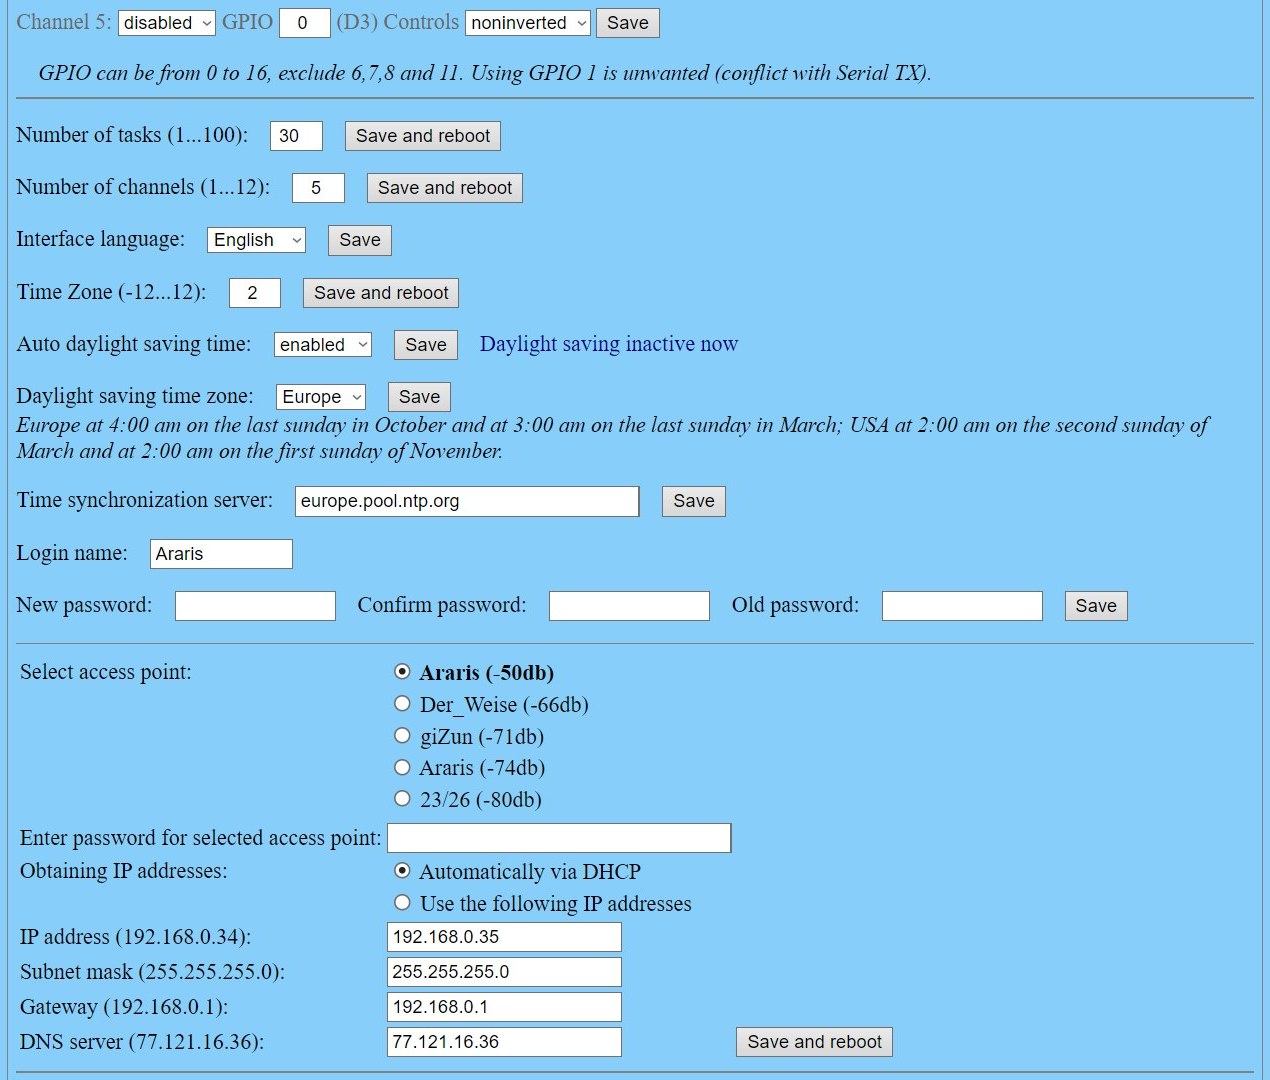 Channel 5: disabled GPIO 0 (D3) Controls noninverted Save
GPIO can be from 0 to 16, exclude 6,7,8 and 11. Using GPIO 1 is unwanted (conflict with Serial TX).
Number of tasks (1...100): 30 Save and reboot
Number of channels (1...12): 5 Save and reboot
Interface language: English Save
Time Zone (-12...12): 2 Save and reboot
Auto daylight saving time: enabled Save Daylight saving inactive now
Daylight saving time zone: Europe Save
Europe at 4:00 am on the last sunday in October and at 3:00 am on the last sunday in March; USA at 2:00 am on the second sunday of
March and at 2:00 am on the first sunday of November.
Time synchronization server: europe.pool.ntp.org Save
Login name: Araris
New password: Confirm password: Old password: Save
Select access point: Araris (-50db)
Der_Weise (-66db)
giZun (-71db)
Araris (-74db)
23/26 (-80db)
Enter password for selected access point:
Obtaining IP addresses: Automatically via DHCP
Use the following IP addresses
IP address (192.168.0.34): 192.168.0.35
Subnet mask (255.255.255.0): 255.255.255.0
Gateway (192.168.0.1): 192.168.0.1
DNS server (77.121.16.36): 77.121.16.36 Save and reboot